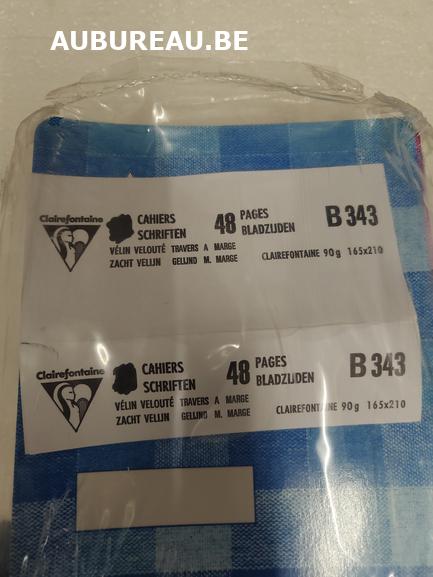 AUBUREAU.BE
Clairefontaine
CAHIERS 48 PAGES B 343
SCHRIFTEN BLADZIJDEN
VÉLIN VELOUTÉ TRAVERS A MARGE
ZACHT VELIJN GELIJND M. MARGE
CLAIREFONTAINE 90g 165x210
Clairefontaine
CAHIERS 48 PAGES B 343
SCHRIFTEN BLADZIJDEN
VÉLIN VELOUTÉ TRAVERS A MARGE
ZACHT VELIJN GELIJND M. MARGE
CLAIREFONTAINE 90g 165x210